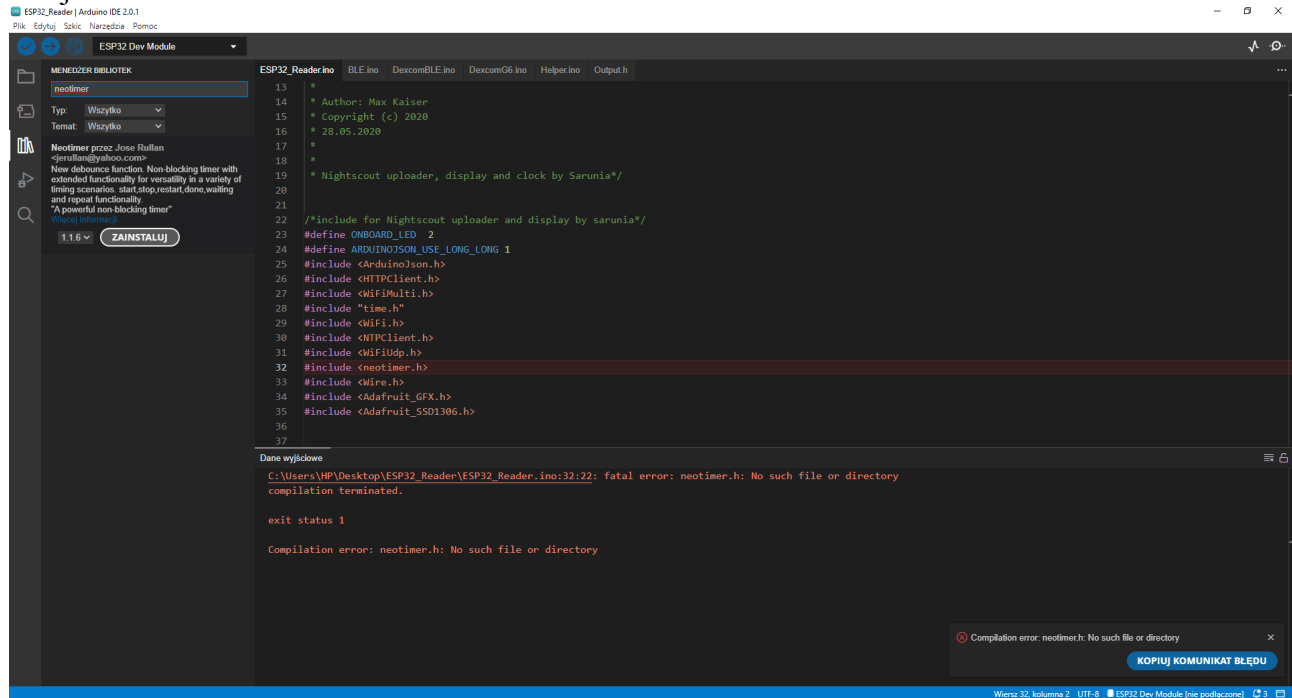 ESP32_Reader | Arduino IDE 2.0.1
Plik Edytuj Szkic Narzędzia Pomoc
ESP32 Dev Module
MENEDŻER BIBLIOTEK
neotimer
Typ: Wszytko
Temat: Wszytko
Neotimer przez Jose Rullan
<jerullan@yahoo.com>
New debounce function. Non-blocking timer with
extended functionality for versatility in a variety of
timing scenarios. start,stop,restart,done,waiting
and repeat functionality.
"A powerful non-blocking timer"
Więcej informacji
1.1.6 ZAINSTALUJ
ESP32_Reader.ino BLE.ino DexcomBLE.ino DexcomG6.ino Helper.ino Output.h
13 *
14 * Author: Max Kaiser
15 * Copyright (c) 2020
16 * 28.05.2020
17 *
18 *
19 * Nightscout uploader, display and clock by Sarunia*/
20
21
22 /*include for Nightscout uploader and display by sarunia*/
23 #define ONBOARD_LED 2
24 #define ARDUINOJSON_USE_LONG_LONG 1
25 #include <ArduinoJson.h>
26 #include <HTTPClient.h>
27 #include <WiFiMulti.h>
28 #include "time.h"
29 #include <WiFi.h>
30 #include <NTPClient.h>
31 #include <WiFiUdp.h>
32 #include <neotimer.h>
33 #include <Wire.h>
34 #include <Adafruit_GFX.h>
35 #include <Adafruit_SSD1306.h>
36
37
Dane wyjściowe
C:\Users\HP\Desktop\ESP32_Reader\ESP32_Reader.ino:32:22: fatal error: neotimer.h: No such file or directory
compilation terminated.
exit status 1
Compilation error: neotimer.h: No such file or directory
Compilation error: neotimer.h: No such file or directory
KOPIUJ KOMUNIKAT BŁĘDU
Wiersz 32, kolumna 2 UTF-8 ESP32 Dev Module [nie podłączone] 3